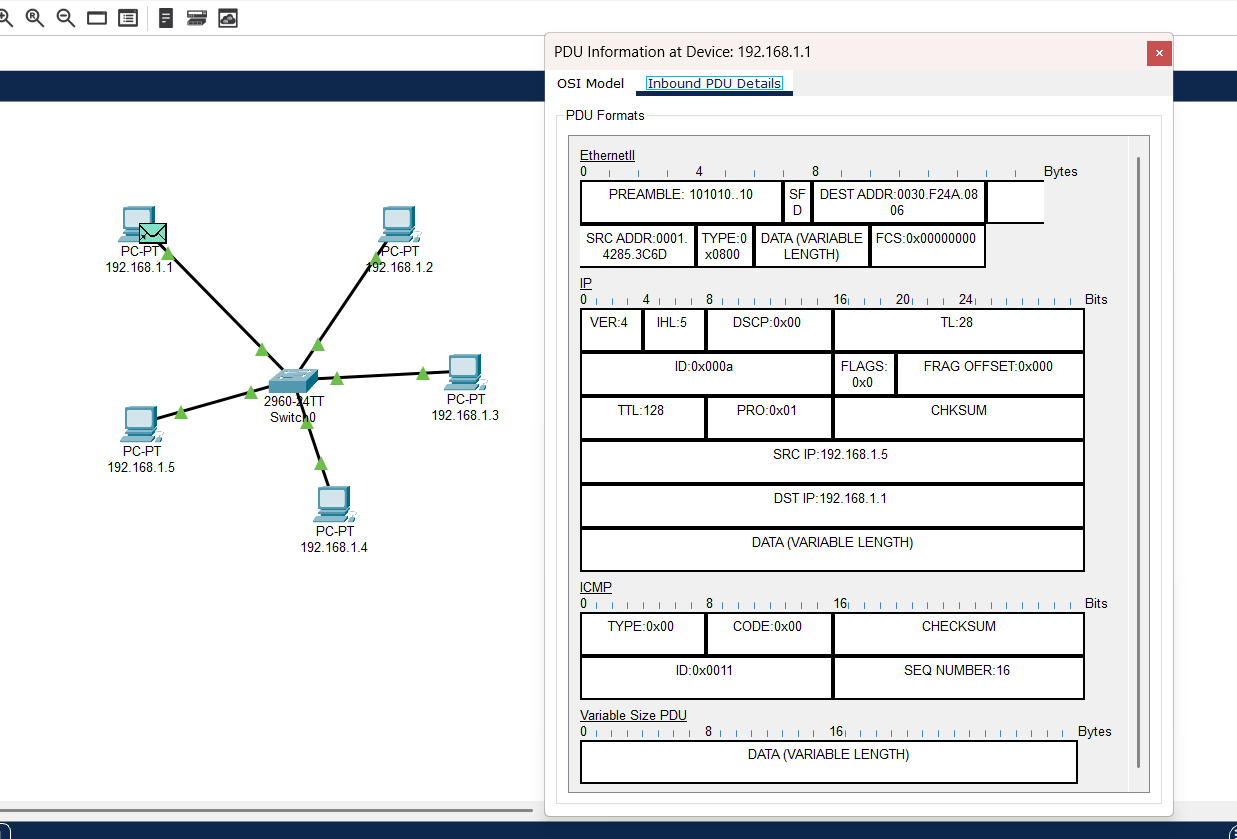 PDU Information at Device: 192.168.1.1
×
OSI Model Inbound PDU Details
PDU Formats
EthernetII
0 4 8 Bytes
PREAMBLE: 101010..10
SF
D
DEST ADDR:0030.F24A.08
06
SRC ADDR:0001.
4285.3C6D
TYPE:0
x0800
DATA (VARIABLE
LENGTH)
FCS:0x00000000
IP
0 4 8 16 20 24 Bits
VER:4 IHL:5 DSCP:0x00 TL:28
ID:0x000a
FLAGS:
0x0
FRAG OFFSET:0x000
TTL:128 PRO:0x01 CHKSUM
SRC IP:192.168.1.5
DST IP:192.168.1.1
DATA (VARIABLE LENGTH)
ICMP
0 8 16 Bits
TYPE:0x00 CODE:0x00 CHECKSUM
ID:0x0011 SEQ NUMBER:16
Variable Size PDU
0 8 16 Bytes
DATA (VARIABLE LENGTH)
PC-PT
192.168.1.1
PC-PT
192.168.1.2
PC-PT
192.168.1.3
2960-24TT
Switch0
PC-PT
192.168.1.5
PC-PT
192.168.1.4